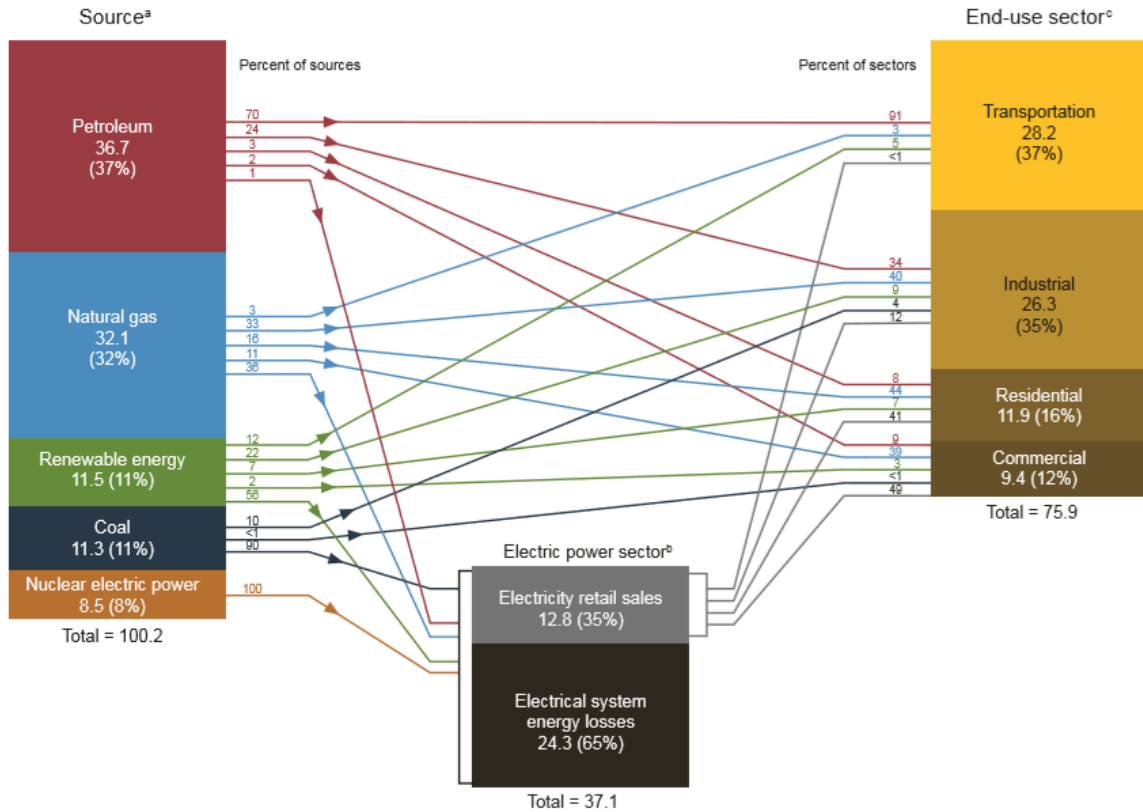 Sourceᵃ
End-use sectorᶜ
Percent of sources
Percent of sectors
Petroleum
36.7
(37%)
70
24
3
2
1
Natural gas
32.1
(32%)
3
33
16
11
36
Renewable energy
11.5 (11%)
12
22
7
2
56
Coal
11.3 (11%)
10
<1
90
Nuclear electric power
8.5 (8%)
100
Total = 100.2
Electric power sectorᵇ
Electricity retail sales
12.8 (35%)
Electrical system
energy losses
24.3 (65%)
Total = 37.1
91
3
5
<1
Transportation
28.2
(37%)
34
40
9
4
12
Industrial
26.3
(35%)
8
44
7
41
Residential
11.9 (16%)
9
39
3
<1
49
Commercial
9.4 (12%)
Total = 75.9